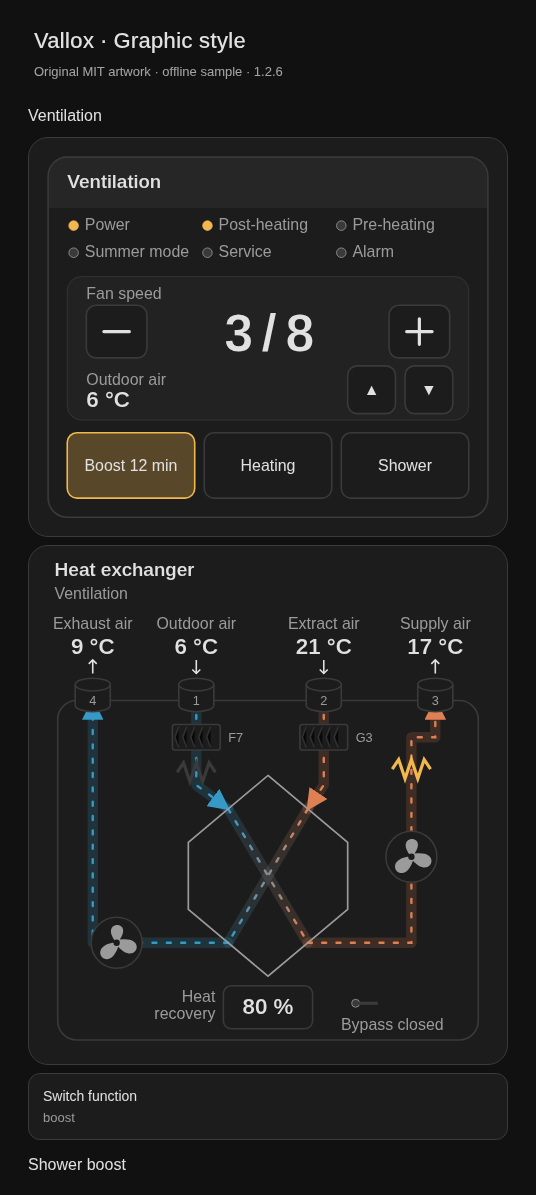 Vallox · Graphic style
Original MIT artwork · offline sample · 1.2.6
Ventilation
Ventilation
Power Post-heating Pre-heating
Summer mode Service Alarm
Fan speed
3 / 8
Outdoor air
6 °C
▲ ▼
Boost 12 min Heating Shower
Heat exchanger
Ventilation
Exhaust air Outdoor air Extract air Supply air
9 °C 6 °C 21 °C 17 °C
↑ ↓ ↓ ↑
4 1 2 3
F7 G3
Heat
recovery
80 %
Bypass closed
Switch function
boost
Shower boost